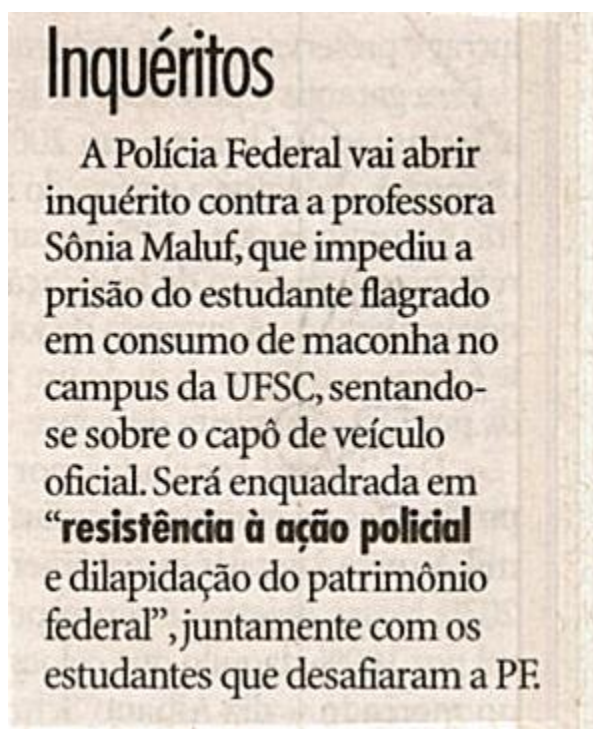 Inquéritos
A Polícia Federal vai abrir
inquérito contra a professora
Sônia Maluf, que impediu a
prisão do estudante flagrado
em consumo de maconha no
campus da UFSC, sentando-
se sobre o capô de veículo
oficial. Será enquadrada em
“resistência à ação policial
e dilapidação do patrimônio
federal”, juntamente com os
estudantes que desafiaram a PF.